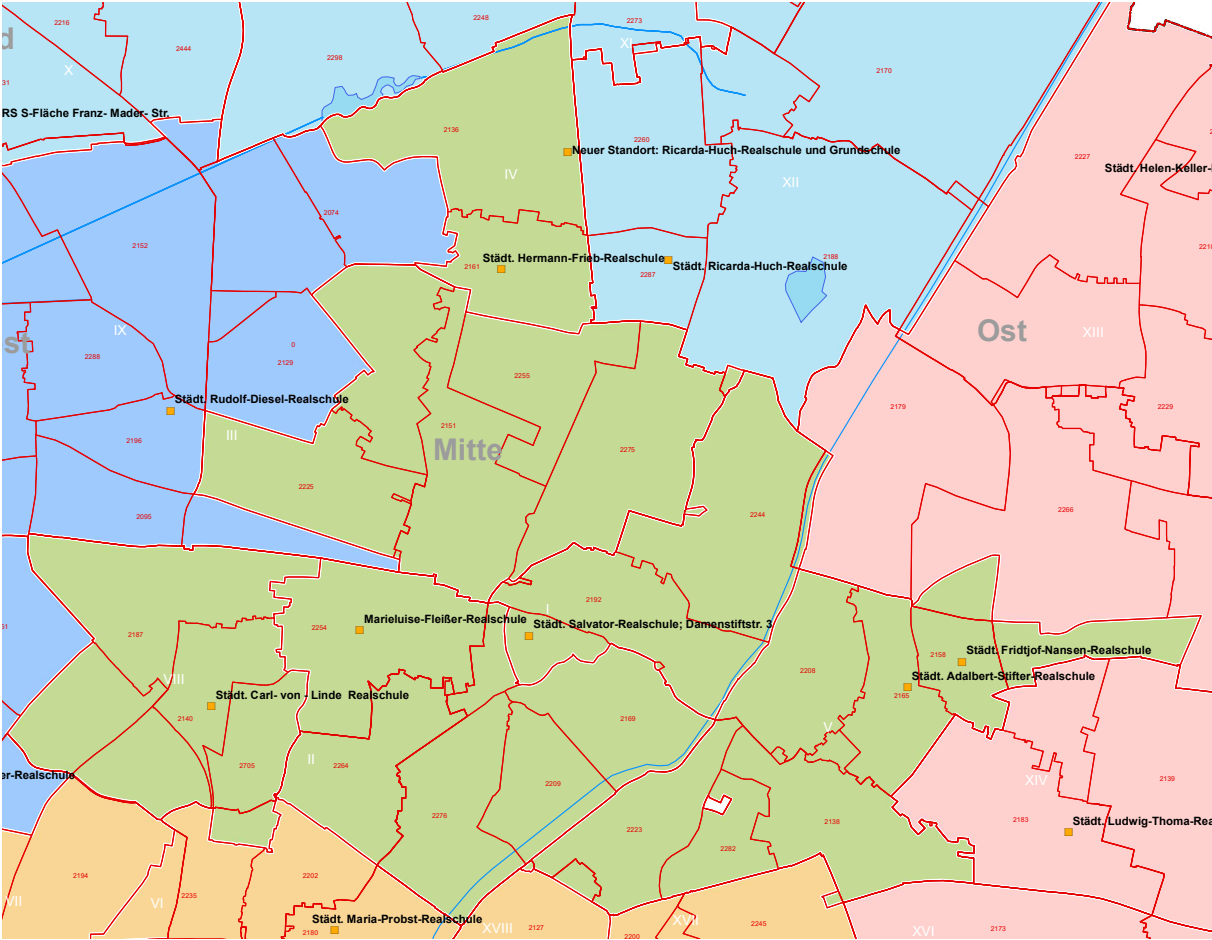 2216
2248
2273
d
2444
XI
2298
X
2170
RS S-Fläche Franz- Mader- Str.
2136
2260
Neuer Standort: Ricarda-Huch-Realschule und Grundschule
2227
Städt. Helen-Keller-
IV
XII
2074
2152
2188
Städt. Hermann-Frieb-Realschule
2161
Städt. Ricarda-Huch-Realschule
2287
IX
Ost
XIII
st
0
2288
2129
2255
Städt. Rudolf-Diesel-Realschule
2179
2229
2151
III
2196
Mitte
2275
2225
2095
2244
2266
2192
I
2187
2254
Marieluise-Fleißer-Realschule
Städt. Salvator-Realschule; Damenstiftstr. 3
2158
Städt. Fridtjof-Nansen-Realschule
VIII
2208
Städt. Adalbert-Stifter-Realschule
2165
Städt. Carl- von - Linde Realschule
2140
2169
V
II
2705
2264
er-Realschule
2209
XIV
2139
2276
2183
Städt. Ludwig-Thoma-Rea
2223
2138
2282
2194
2202
2235
VII
VI
Städt. Maria-Probst-Realschule
2180
XVIII
2127
2200
XVII
2245
XVI
2173